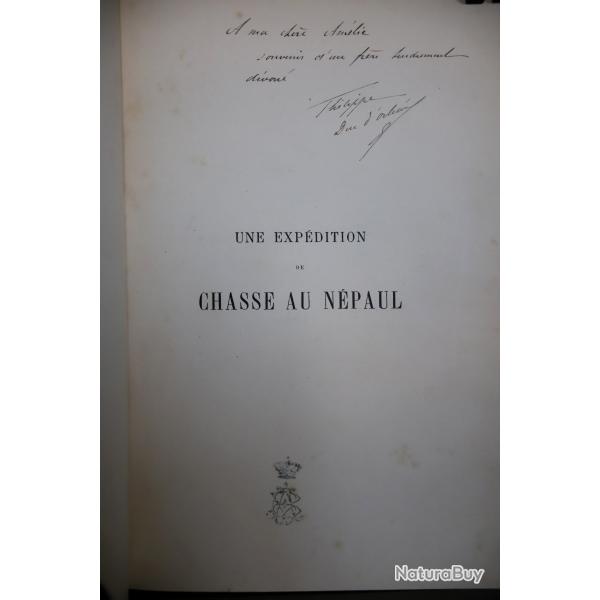 A ma chère Amélie
souvenir d'un frère tendrement
dévoué
Philippe
Duc d'Orléans
UNE EXPÉDITION
DE
CHASSE AU NÉPAUL
NaturaBuy